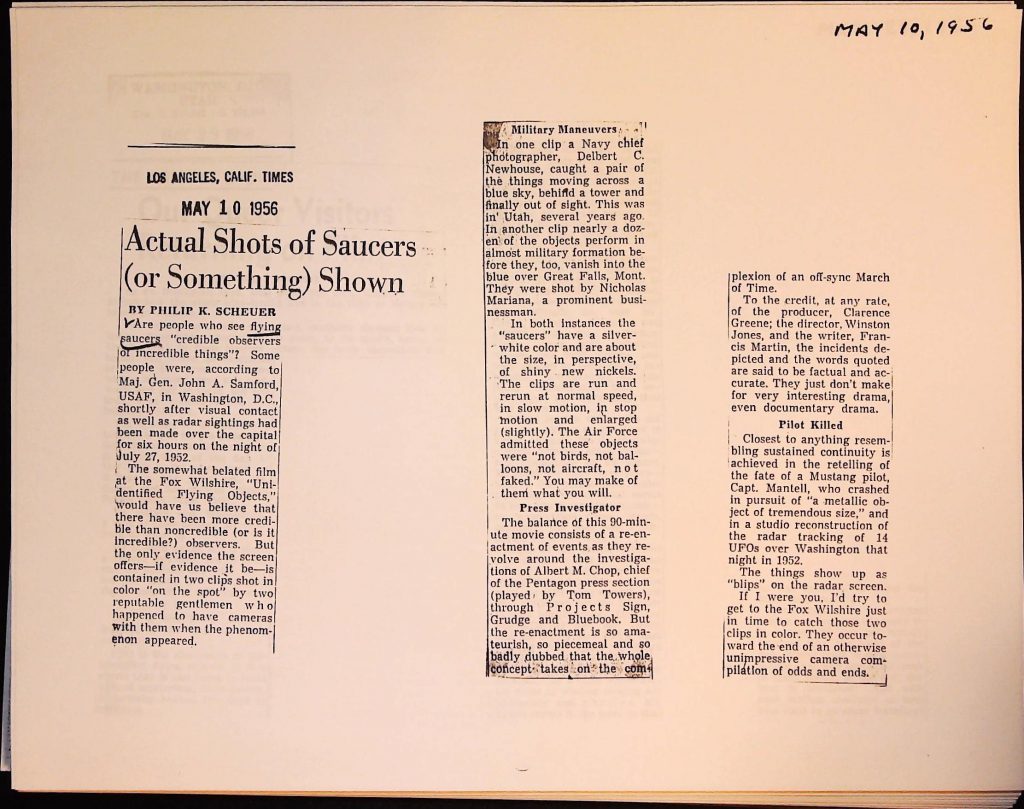 MAY 10, 1956
LOS ANGELES, CALIF. TIMES
MAY 10 1956
Actual Shots of Saucers
(or Something) Shown
BY PHILIP K. SCHEUER
Are people who see flying
saucers "credible observers
of incredible things"? Some
people were, according to
Maj. Gen. John A. Samford,
USAF, in Washington, D.C.,
shortly after visual contact
as well as radar sightings had
been made over the capital
for six hours on the night of
July 27, 1952.
The somewhat belated film
at the Fox Wilshire, "Uni-
dentified Flying Objects,"
would have us believe that
there have been more credi-
ble than noncredible (or is it
incredible?) observers. But
the only evidence the screen
offers—if evidence it be—is
contained in two clips shot in
color "on the spot" by two
reputable gentlemen who
happened to have cameras
with them when the phenom-
enon appeared.
Military Maneuvers
In one clip a Navy chief
photographer, Delbert C.
Newhouse, caught a pair of
the things moving across a
blue sky, behind a tower and
finally out of sight. This was
in Utah, several years ago.
In another clip nearly a doz-
en of the objects perform in
almost military formation be-
fore they, too, vanish into the
blue over Great Falls, Mont.
They were shot by Nicholas
Mariana, a prominent busi-
nessman.
In both instances the
"saucers" have a silver-
white color and are about
the size, in perspective,
of shiny new nickels.
The clips are run and
rerun at normal speed,
in slow motion, in stop
motion and enlarged
(slightly). The Air Force
admitted these objects
were "not birds, not bal-
loons, not aircraft, not
faked." You may make of
them what you will.
Press Investigator
The balance of this 90-min-
ute movie consists of a re-en-
actment of events as they re-
volve around the investiga-
tions of Albert M. Chop, chief
of the Pentagon press section
(played by Tom Towers),
through Projects Sign,
Grudge and Bluebook. But
the re-enactment is so ama-
teurish, so piecemeal and so
badly dubbed that the whole
concept takes on the com-
plexion of an off-sync March
of Time.
To the credit, at any rate,
of the producer, Clarence
Greene; the director, Winston
Jones, and the writer, Fran-
cis Martin, the incidents de-
picted and the words quoted
are said to be factual and ac-
curate. They just don't make
for very interesting drama,
even documentary drama.
Pilot Killed
Closest to anything resem-
bling sustained continuity is
achieved in the retelling of
the fate of a Mustang pilot,
Capt. Mantell, who crashed
in pursuit of "a metallic ob-
ject of tremendous size," and
in a studio reconstruction of
the radar tracking of 14
UFOs over Washington that
night in 1952.
The things show up as
"blips" on the radar screen.
If I were you, I'd try to
get to the Fox Wilshire just
in time to catch those two
clips in color. They occur to-
ward the end of an otherwise
unimpressive camera com-
pilation of odds and ends.